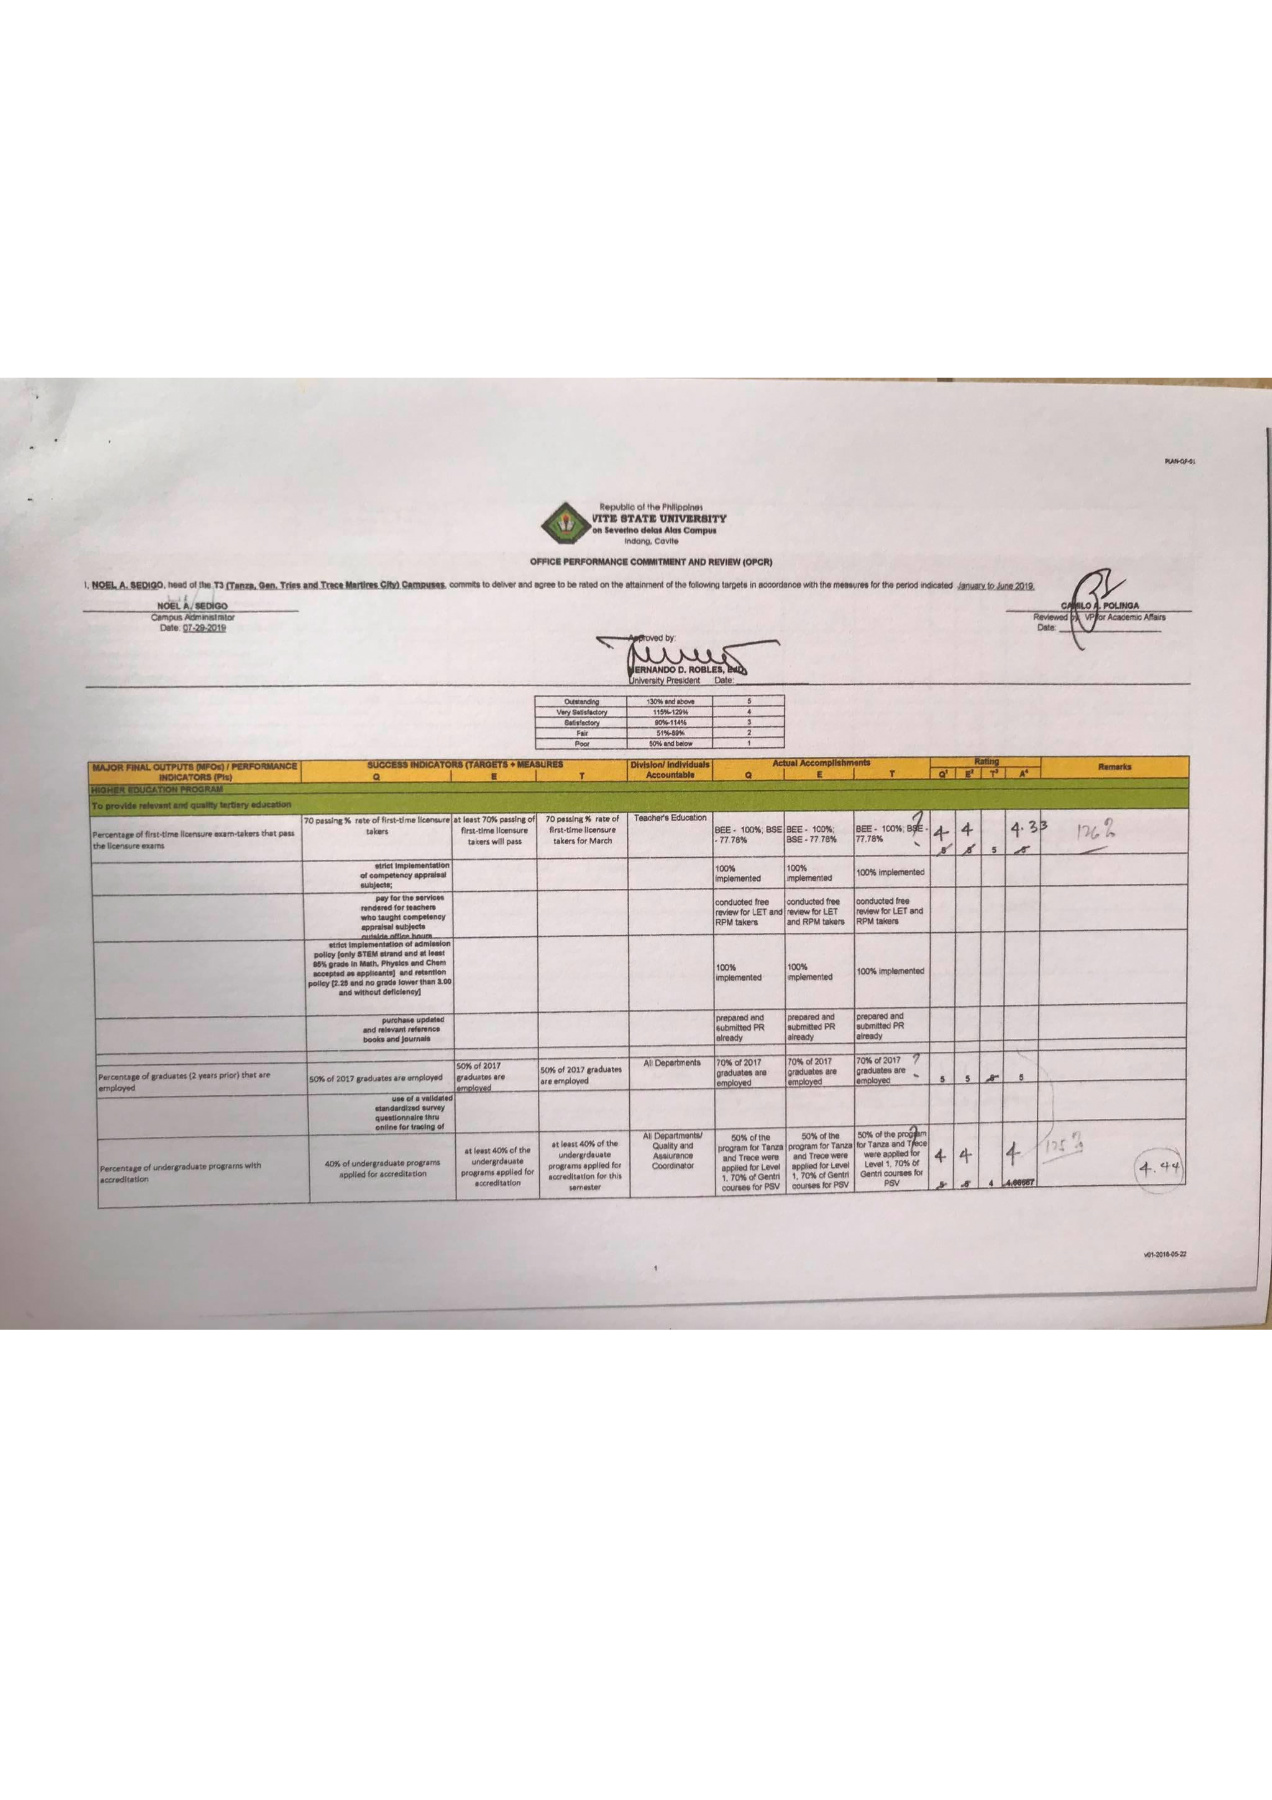 PLAN-QF-01
Republic of the Philippines
VITE STATE UNIVERSITY
on Severino delas Alas Campus
Indang, Cavite
OFFICE PERFORMANCE COMMITMENT AND REVIEW (OPCR)
I, NOEL A. SEDIGO, head of the T3 (Tanza, Gen. Trias and Trece Martires City) Campuses, commits to deliver and agree to be rated on the attainment of the following targets in accordance with the measures for the period indicated January to June 2019.
NOEL A. SEDIGO
Campus Administrator
Date: 07-29-2019
CAMILO A. POLINGA
Reviewed by VP for Academic Affairs
Date:
Approved by:
HERNANDO D. ROBLES, EdD
University President Date:
Outstanding 130% and above 5
Very Satisfactory 115%-129% 4
Satisfactory 90%-114% 3
Fair 51%-89% 2
Poor 50% and below 1
MAJOR FINAL OUTPUTS (MFOs) / PERFORMANCE INDICATORS (PIs)
SUCCESS INDICATORS (TARGETS + MEASURES
Q E T
Division/ Individuals Accountable
Actual Accomplishments
Q E T
Rating
Q¹ E² T³ A⁴
Remarks
HIGHER EDUCATION PROGRAM
To provide relevant and quality tertiary education
Percentage of first-time licensure exam-takers that pass the licensure exams
70 passing % rate of first-time licensure takers
at least 70% passing of first-time licensure takers will pass
70 passing % rate of first-time licensure takers for March
Teacher's Education
BEE - 100%; BSE - 77.78%
BEE - 100%; BSE - 77.78%
BEE - 100%; BSE - 77.78%
?
4 4 4.33
5 5 5 5
126%
strict implementation of competency appraisal subjects;
100% implemented
100% implemented
100% implemented
pay for the services rendered for teachers who taught competency appraisal subjects outside office hours
conducted free review for LET and RPM takers
conducted free review for LET and RPM takers
conducted free review for LET and RPM takers
strict implementation of admission policy [only STEM strand and at least 85% grade in Math, Physics and Chem accepted as applicants] and retention policy [2.25 and no grade lower than 3.00 and without deficiency]
100% implemented
100% implemented
100% implemented
purchase updated and relevant reference books and journals
prepared and submitted PR already
prepared and submitted PR already
prepared and submitted PR already
Percentage of graduates (2 years prior) that are employed
50% of 2017 graduates are employed
50% of 2017 graduates are employed
50% of 2017 graduates are employed
All Departments
70% of 2017 graduates are employed
70% of 2017 graduates are employed
70% of 2017 graduates are employed
?
5 5 5 5
use of a validated standardized survey questionnaire thru online for tracing of
Percentage of undergraduate programs with accreditation
40% of undergraduate programs applied for accreditation
at least 40% of the undergrdauate programs applied for accreditation
at least 40% of the undergrdauate programs applied for accreditation for this semester
All Departments/ Quality and Assurance Coordinator
50% of the program for Tanza and Trece were applied for Level 1, 70% of Gentri courses for PSV
50% of the program for Tanza and Trece were applied for Level 1, 70% of Gentri courses for PSV
50% of the program for Tanza and Trece were applied for Level 1, 70% of Gentri courses for PSV
?
4 4 4
5 5 4 4.66667
125%
4.44
v01-2018-05-22
1